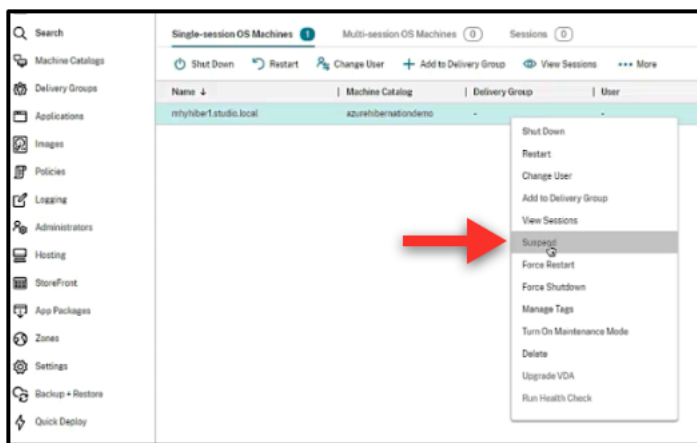 Search
Machine Catalogs
Delivery Groups
Applications
Images
Policies
Logging
Administrators
Hosting
StoreFront
App Packages
Zones
Settings
Backup + Restore
Quick Deploy
Single-session OS Machines 1 Multi-session OS Machines 0 Sessions 0
Shut Down Restart Change User Add to Delivery Group View Sessions ••• More
Name ↓ Machine Catalog Delivery Group User
mhyhiber1.studio.local azurehibernationdemo - -
Shut Down
Restart
Change User
Add to Delivery Group
View Sessions
Suspend
Force Restart
Force Shutdown
Manage Tags
Turn On Maintenance Mode
Delete
Upgrade VDA
Run Health Check